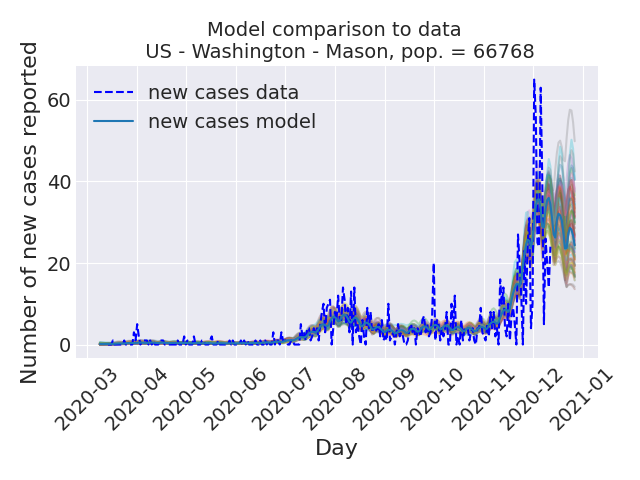 Model comparison to data
US - Washington - Mason, pop. = 66768
Number of new cases reported
60
40
20
0
new cases data
new cases model
2020-03
2020-04
2020-05
2020-06
2020-07
2020-08
2020-09
2020-10
2020-11
2020-12
2021-01
Day